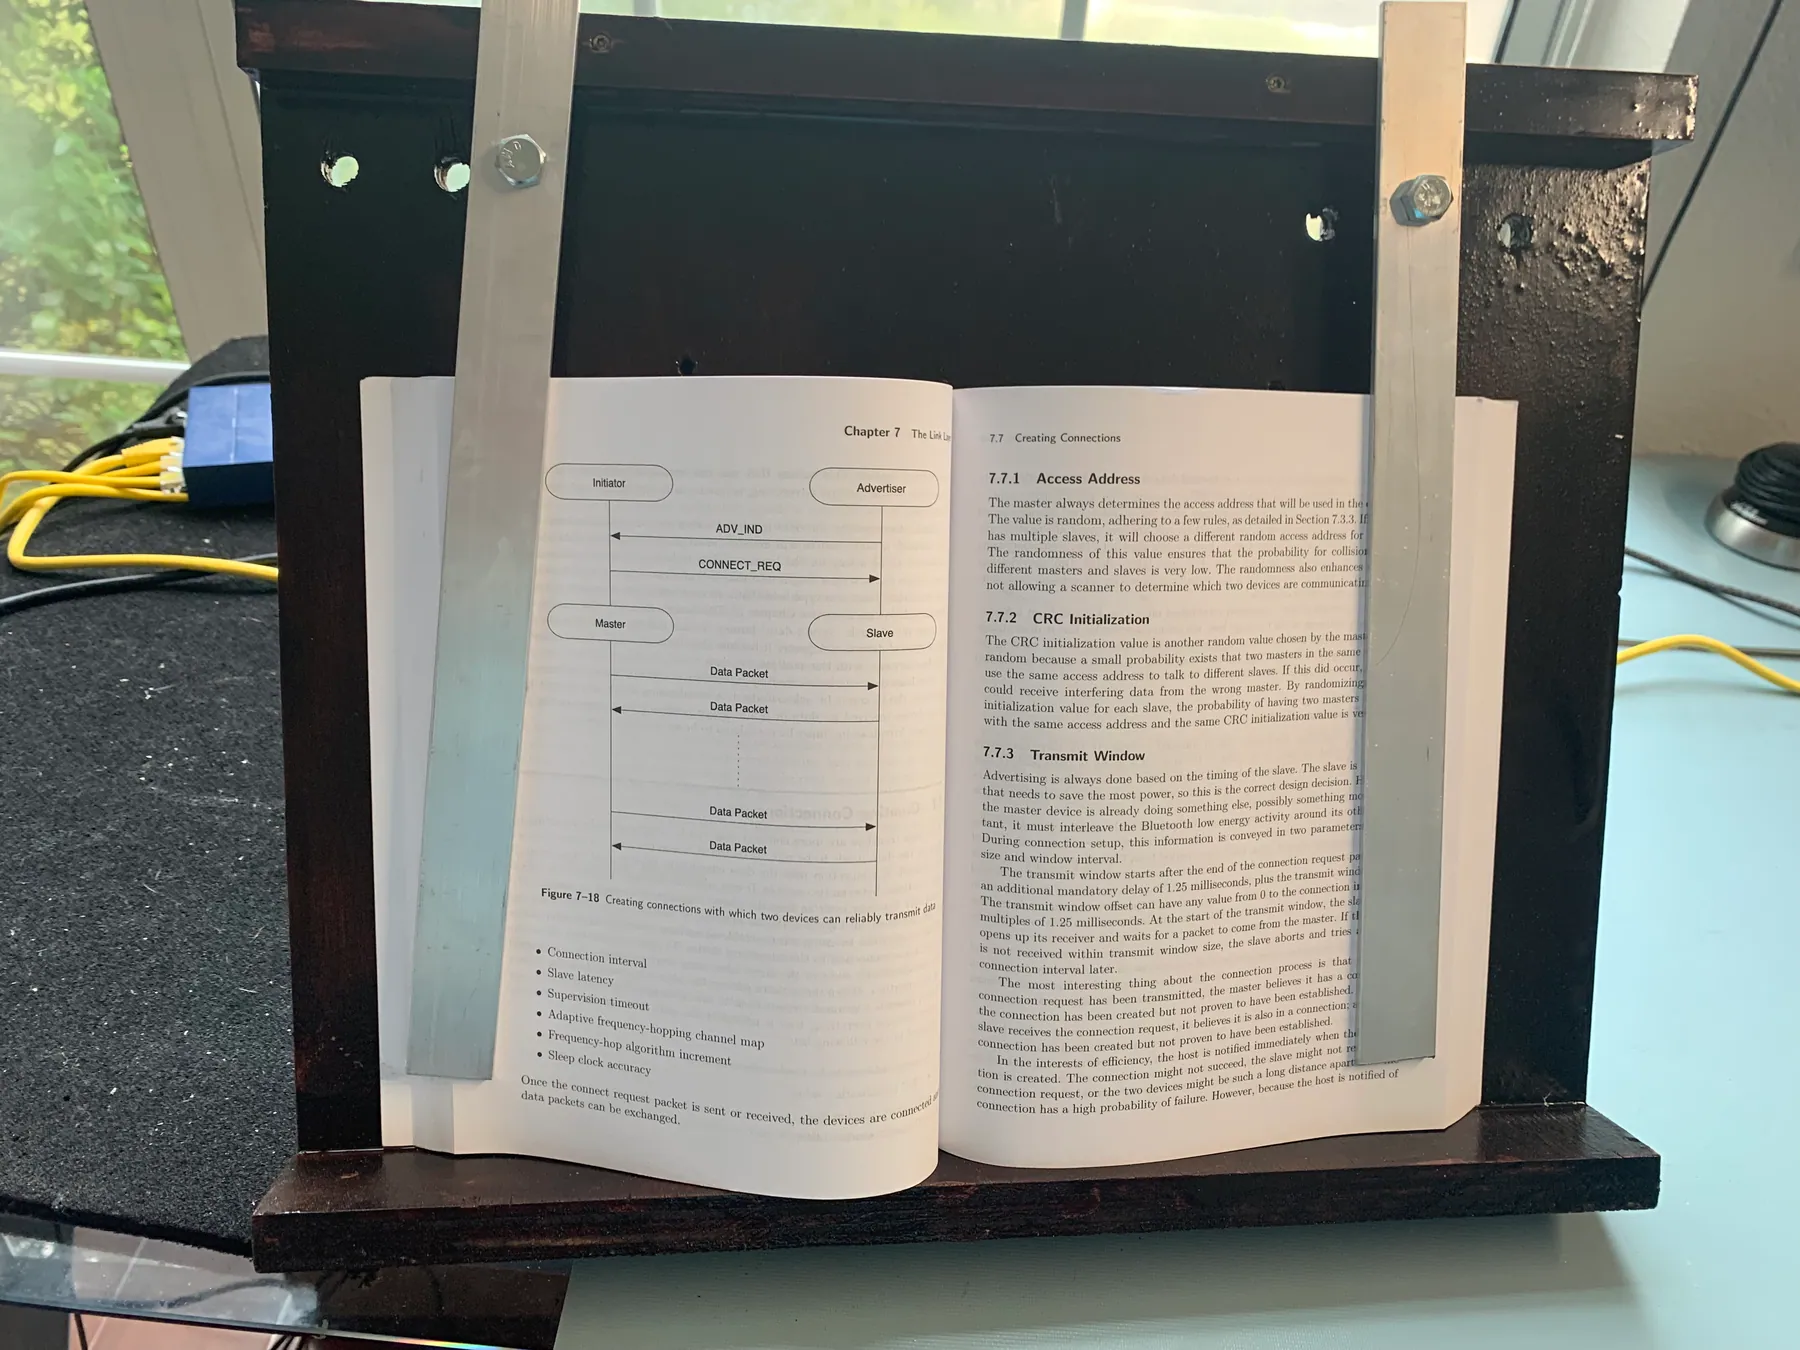 Chapter 7 The Link
Initiator
Advertiser
ADV_IND
CONNECT_REQ
Master
Slave
Data Packet
Data Packet
Data Packet
Data Packet
Figure 7–18 Creating connections with which two devices can reliably transmit data
• Connection interval
• Slave latency
• Supervision timeout
• Adaptive frequency-hopping channel map
• Frequency-hop algorithm increment
• Sleep clock accuracy
Once the connect request packet is sent or received, the devices are connected
data packets can be exchanged.
7.7 Creating Connections
7.7.1 Access Address
The master always determines the access address that will be used in the
The value is random, adhering to a few rules, as detailed in Section 7.3.3. If
has multiple slaves, it will choose a different random access address for
The randomness of this value ensures that the probability for
different masters and slaves is very low. The randomness also enhances
not allowing a scanner to determine which two devices are
7.7.2 CRC Initialization
The CRC initialization value is another random value chosen by the
random because a small probability exists that two masters in the same
use the same access address to talk to different slaves. If this did occur,
could receive interfering data from the wrong master. By randomizing
initialization value for each slave, the probability of having two masters
with the same access address and the same CRC initialization value is
7.7.3 Transmit Window
Advertising is always done based on the timing of the slave. The slave is
that needs to save the most power, so this is the correct design decision.
the master device is already doing something else, possibly something
tant, it must interleave the Bluetooth low energy activity around its
During connection setup, this information is conveyed in two
size and window interval.
The transmit window starts after the end of the connection request
an additional mandatory delay of 1.25 milliseconds, plus the transmit
The transmit window offset can have any value from 0 to the connection
multiples of 1.25 milliseconds. At the start of the transmit window, the
opens up its receiver and waits for a packet to come from the master. If
is not received within transmit window size, the slave aborts and tries
connection interval later.
The most interesting thing about the connection process is that
connection request has been transmitted, the master believes it has a
the connection has been created but not proven to have been established.
slave receives the connection request, it believes it is also in a connection;
connection has been created but not proven to have been established.
In the interests of efficiency, the host is notified immediately when the
tion is created. The connection might not succeed, the slave might not
connection request, or the two devices might be such a long distance apart
connection has a high probability of failure. However, because the host is notified of